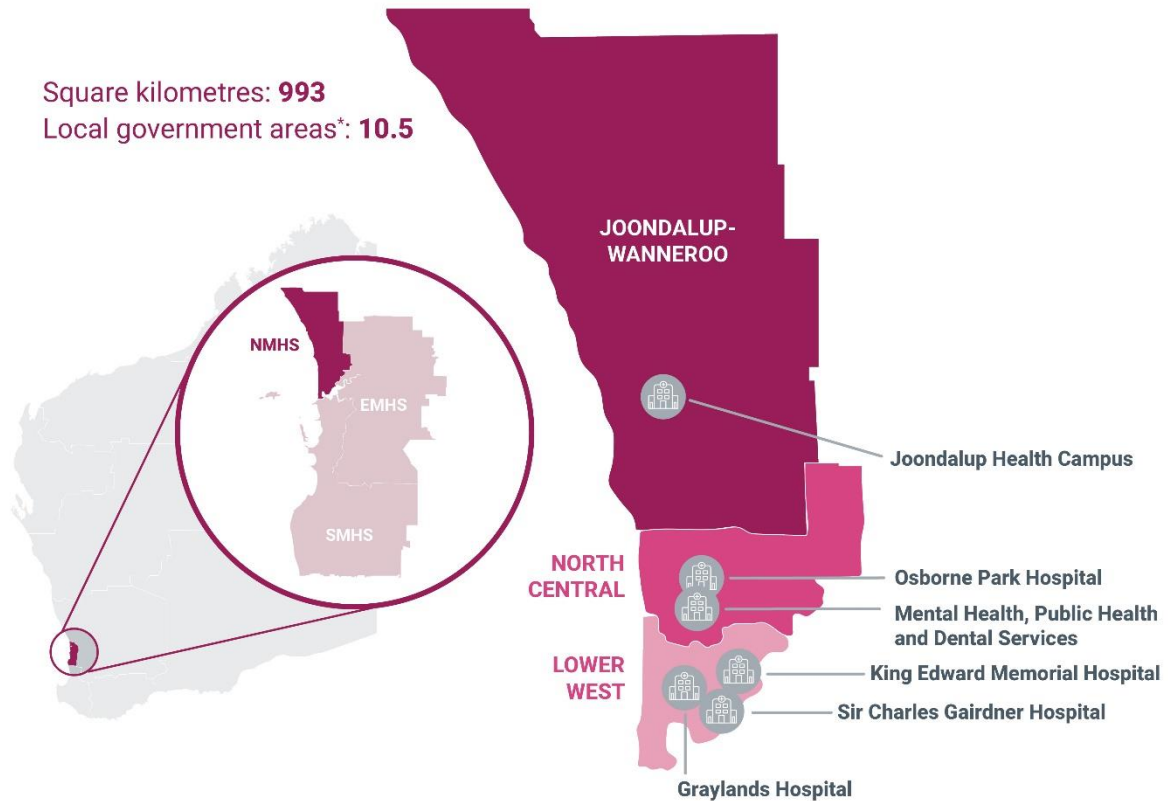 Square kilometres: 993
Local government areas*: 10.5
JOONDALUP-
WANNEROO
NMHS
EMHS
SMHS
Joondalup Health Campus
NORTH
CENTRAL
Osborne Park Hospital
Mental Health, Public Health
and Dental Services
LOWER
WEST
King Edward Memorial Hospital
Sir Charles Gairdner Hospital
Graylands Hospital